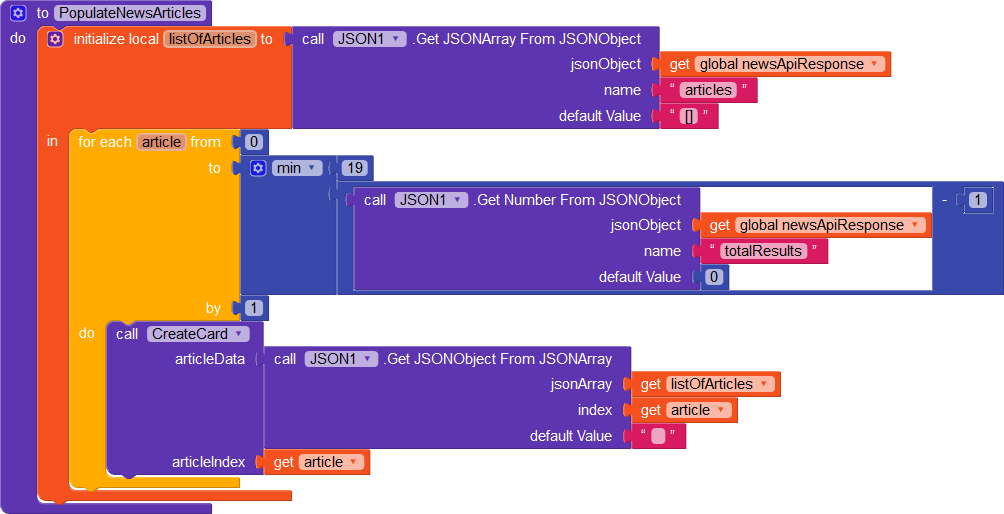 to PopulateNewsArticles
do initialize local listOfArticles to call JSON1 .Get JSONArray From JSONObject
jsonObject get global newsApiResponse
name “ articles ”
default Value “ [] ”
in for each article from 0
to min 19
call JSON1 .Get Number From JSONObject - 1
jsonObject get global newsApiResponse
name “ totalResults ”
default Value 0
by 1
do call CreateCard
articleData call JSON1 .Get JSONObject From JSONArray
jsonArray get listOfArticles
index get article
default Value “ ”
articleIndex get article